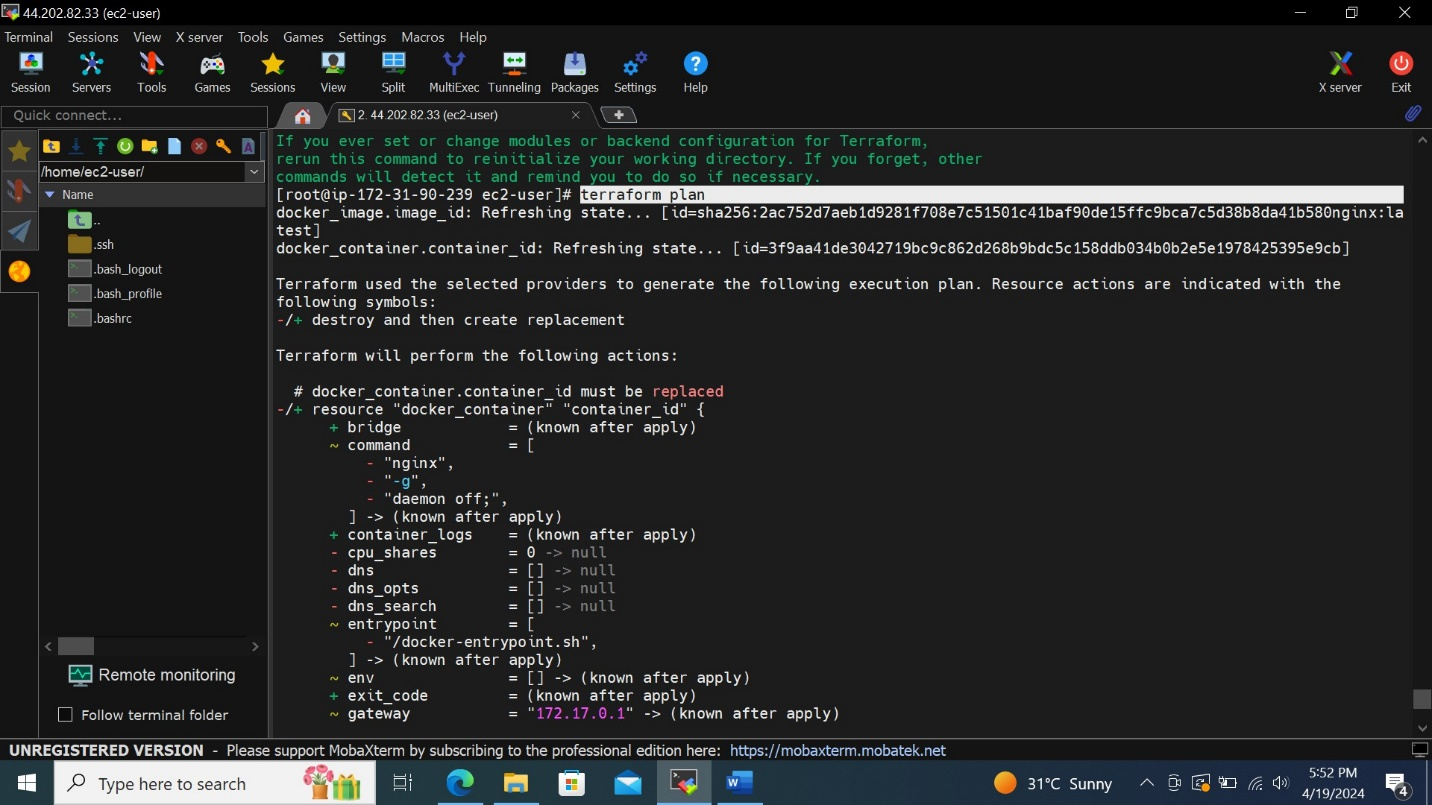 44.202.82.33 (ec2-user)
Terminal Sessions View X server Tools Games Settings Macros Help
Session Servers Tools Games Sessions View Split MultiExec Tunneling Packages Settings Help X server Exit
Quick connect...
2. 44.202.82.33 (ec2-user)
/home/ec2-user/
Name
..
.ssh
.bash_logout
.bash_profile
.bashrc
Remote monitoring
Follow terminal folder
If you ever set or change modules or backend configuration for Terraform,
rerun this command to reinitialize your working directory. If you forget, other
commands will detect it and remind you to do so if necessary.
[root@ip-172-31-90-239 ec2-user]# terraform plan
docker_image.image_id: Refreshing state... [id=sha256:2ac752d7aeb1d9281f708e7c51501c41baf90de15ffc9bca7c5d38b8da41b580nginx:la
test]
docker_container.container_id: Refreshing state... [id=3f9aa41de3042719bc9c862d268b9bdc5c158ddb034b0b2e5e1978425395e9cb]
Terraform used the selected providers to generate the following execution plan. Resource actions are indicated with the
following symbols:
-/+ destroy and then create replacement
Terraform will perform the following actions:
# docker_container.container_id must be replaced
-/+ resource "docker_container" "container_id" {
+ bridge = (known after apply)
~ command = [
- "nginx",
- "-g",
- "daemon off;",
] -> (known after apply)
+ container_logs = (known after apply)
- cpu_shares = 0 -> null
- dns = [] -> null
- dns_opts = [] -> null
- dns_search = [] -> null
~ entrypoint = [
- "/docker-entrypoint.sh",
] -> (known after apply)
~ env = [] -> (known after apply)
+ exit_code = (known after apply)
~ gateway = "172.17.0.1" -> (known after apply)
UNREGISTERED VERSION - Please support MobaXterm by subscribing to the professional edition here: https://mobaxterm.mobatek.net
Type here to search
31°C Sunny
5:52 PM
4/19/2024
4